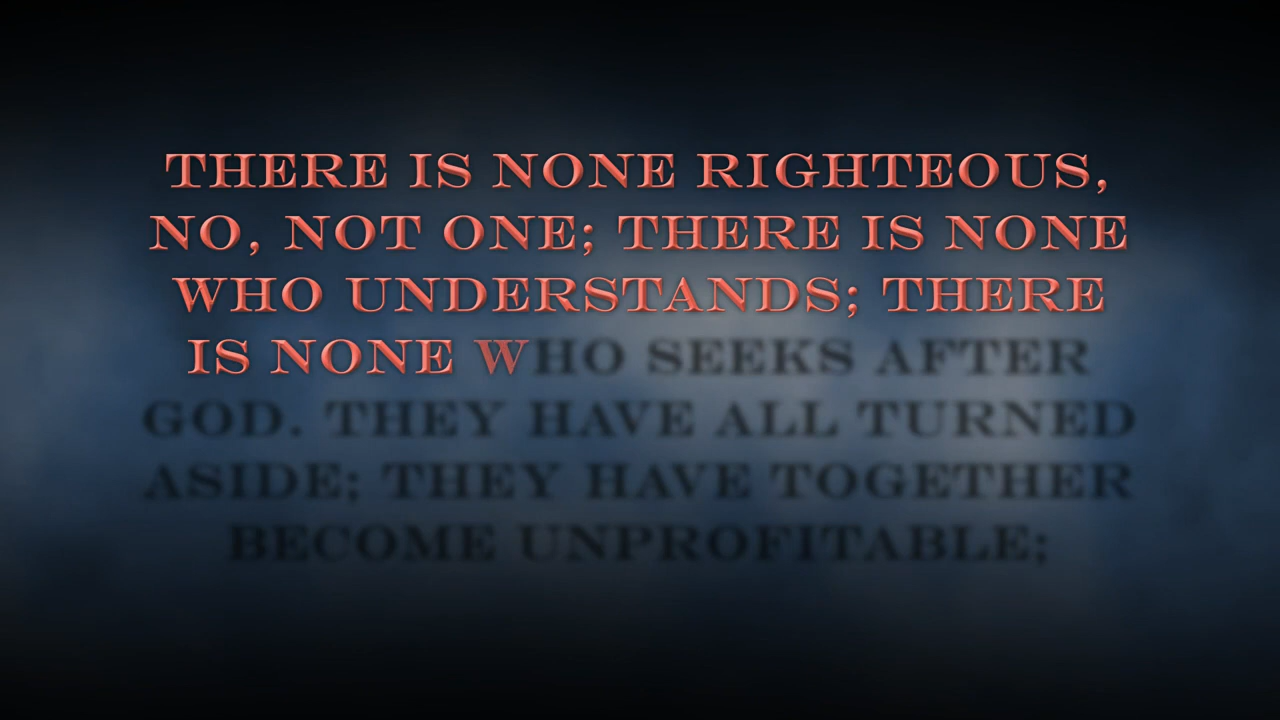 THERE IS NONE RIGHTEOUS,
NO, NOT ONE; THERE IS NONE
WHO UNDERSTANDS; THERE
IS NONE WHO SEEKS AFTER
GOD. THEY HAVE ALL TURNED
ASIDE; THEY HAVE TOGETHER
BECOME UNPROFITABLE;